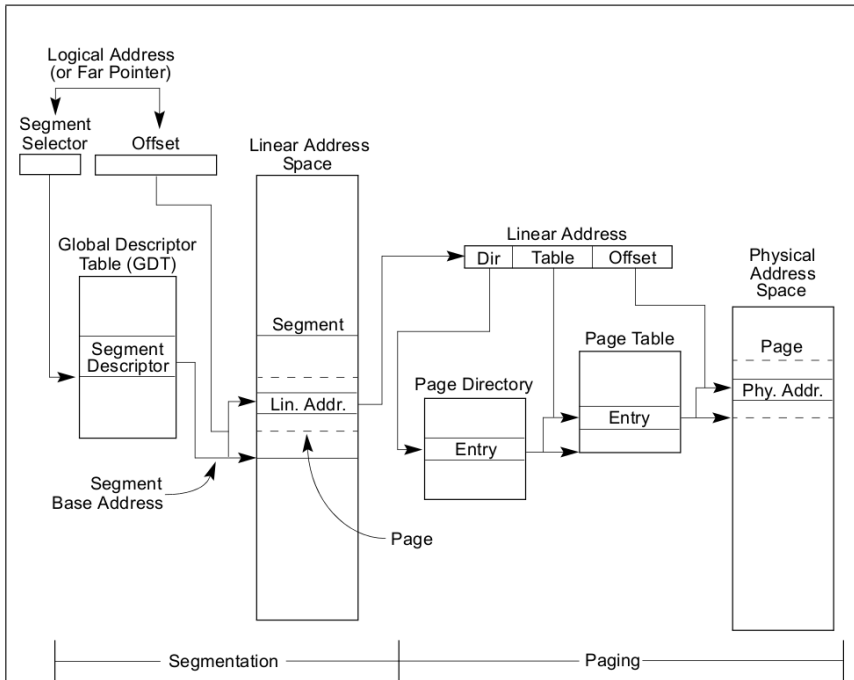 Logical Address
(or Far Pointer)
Segment
Selector
Offset
Linear Address
Space
Global Descriptor
Table (GDT)
Segment
Descriptor
Segment
Base Address
Segment
Lin. Addr.
Page
Linear Address
Dir
Table
Offset
Page Directory
Entry
Page Table
Entry
Physical
Address
Space
Page
Phy. Addr.
Segmentation
Paging